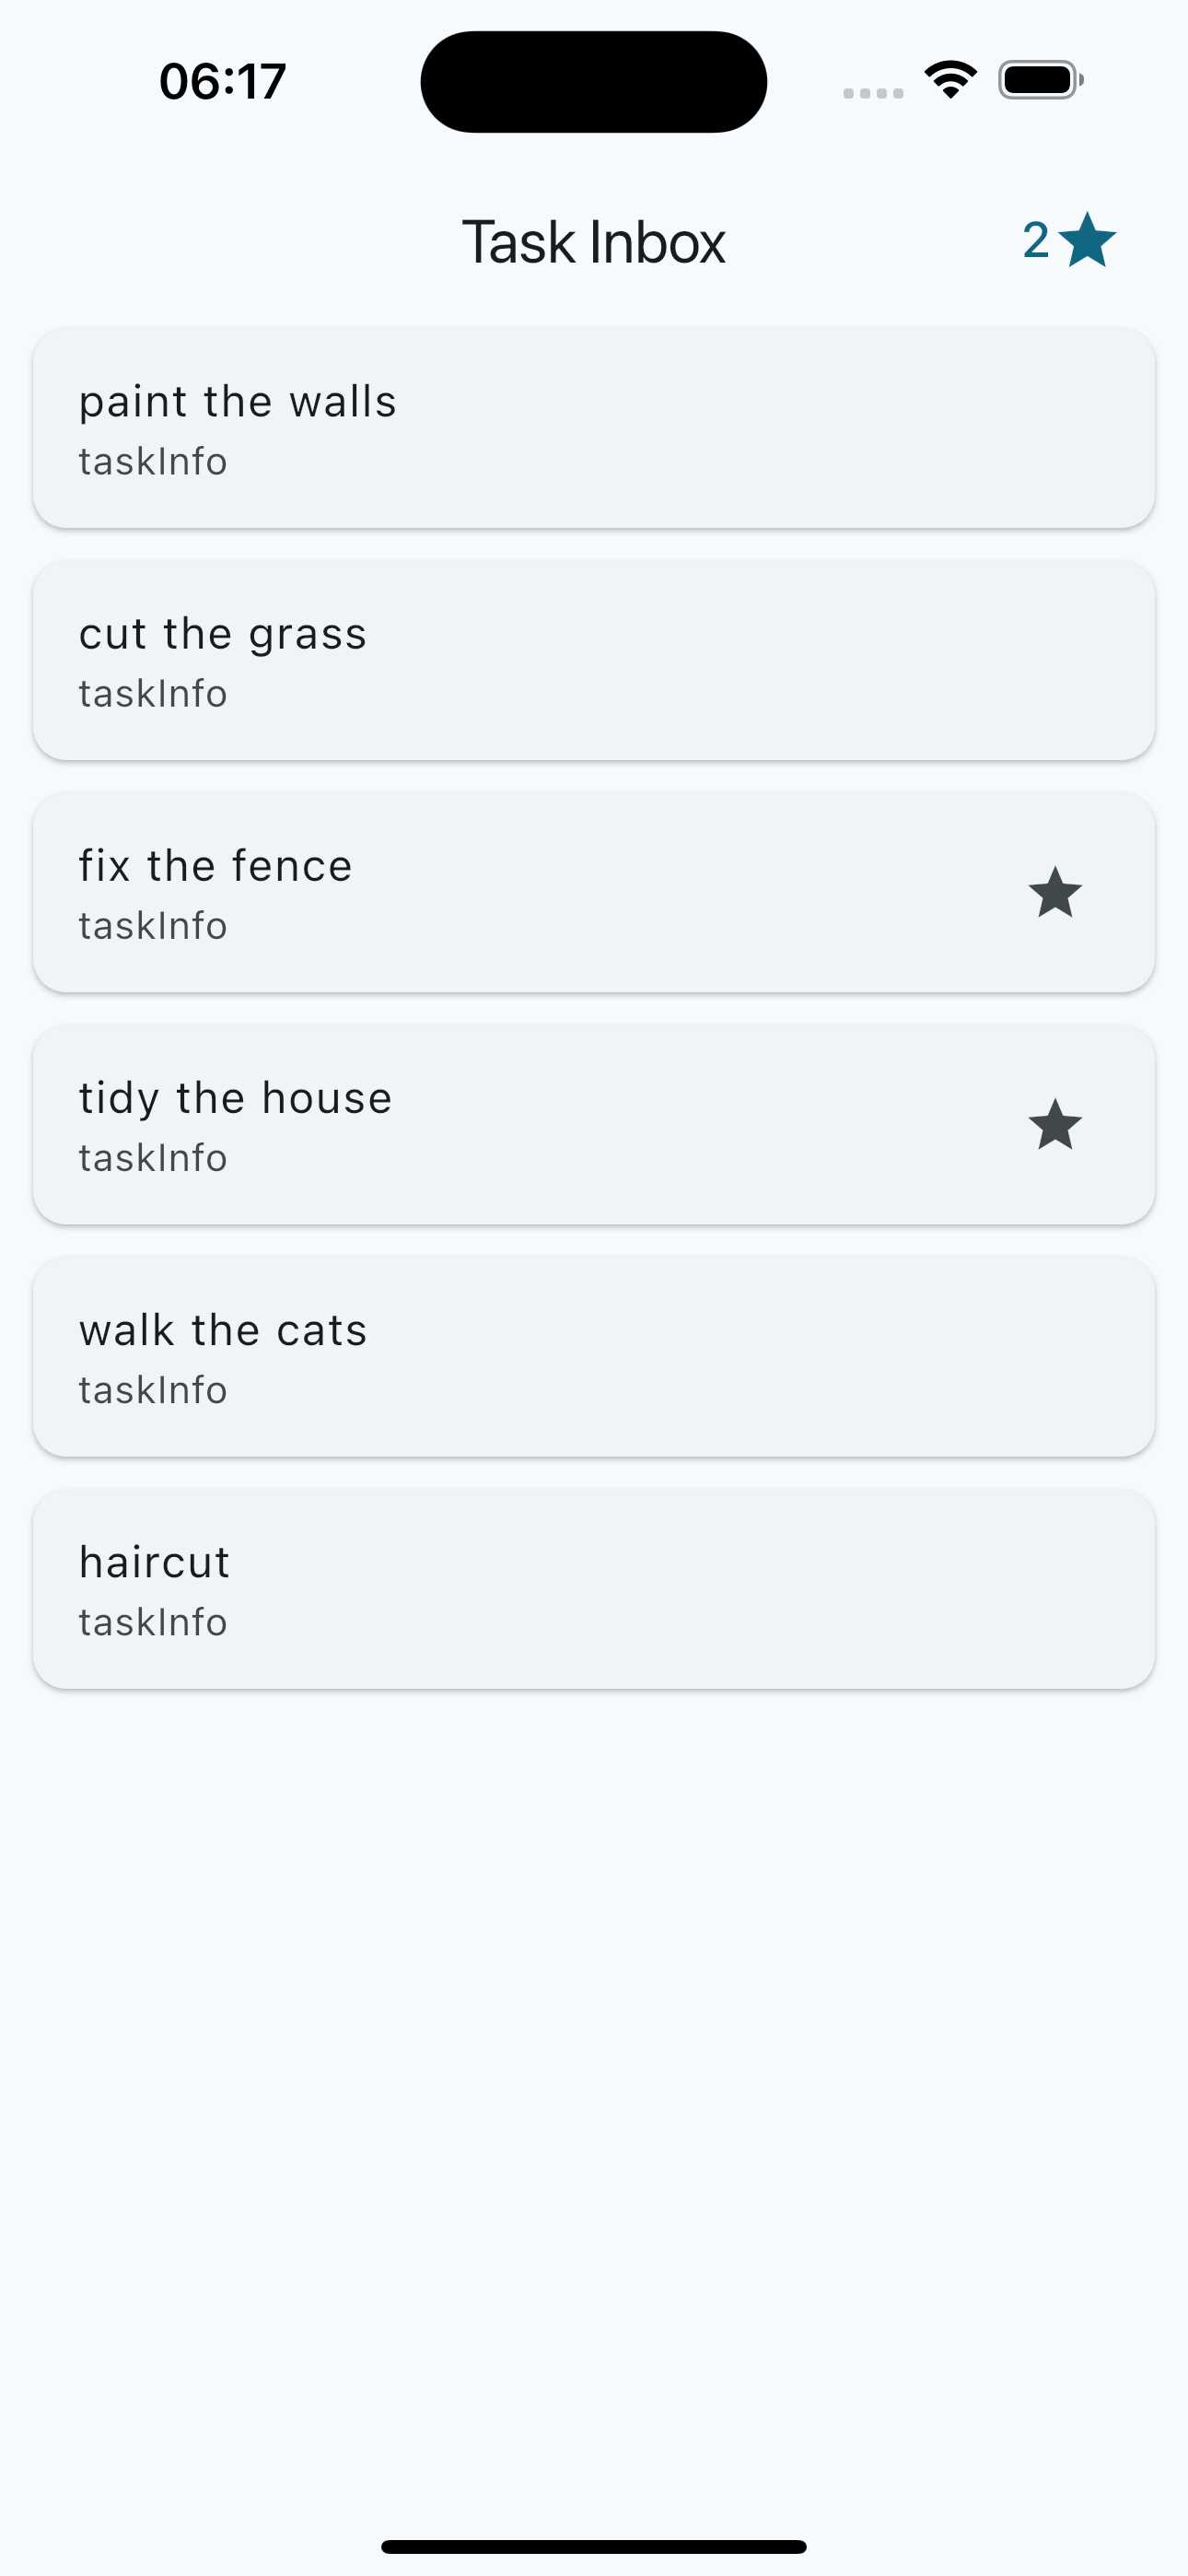 06:17
Task Inbox 2
paint the walls
taskInfo
cut the grass
taskInfo
fix the fence
taskInfo
tidy the house
taskInfo
walk the cats
taskInfo
haircut
taskInfo